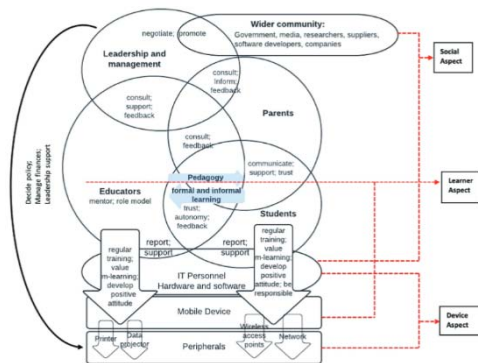 Wider community:
Government, media, researchers, suppliers,
software developers, companies
negotiate;
promote
Leadership and
management
Social
Aspect
consult;
Inform;
feedback
consult;
support;
feedback
Parents
Decide policy;
Manage finances;
Leadership support
consult;
feedback
communicate;
support; trust
Pedagogy
formal and informal
learning
Learner
Aspect
Educators
mentor; role model
trust;
autonomy;
feedback
Students
regular
training;
value
m-learning;
develop
positive
attitude
report;
support
report;
support
regular
training;
value
m-learning;
develop
positive
attitude; be
responsible
IT Personnel
Hardware and software
Mobile Device
Device
Aspect
Printer
Data
projector
Wireless
access
points
Network
Peripherals